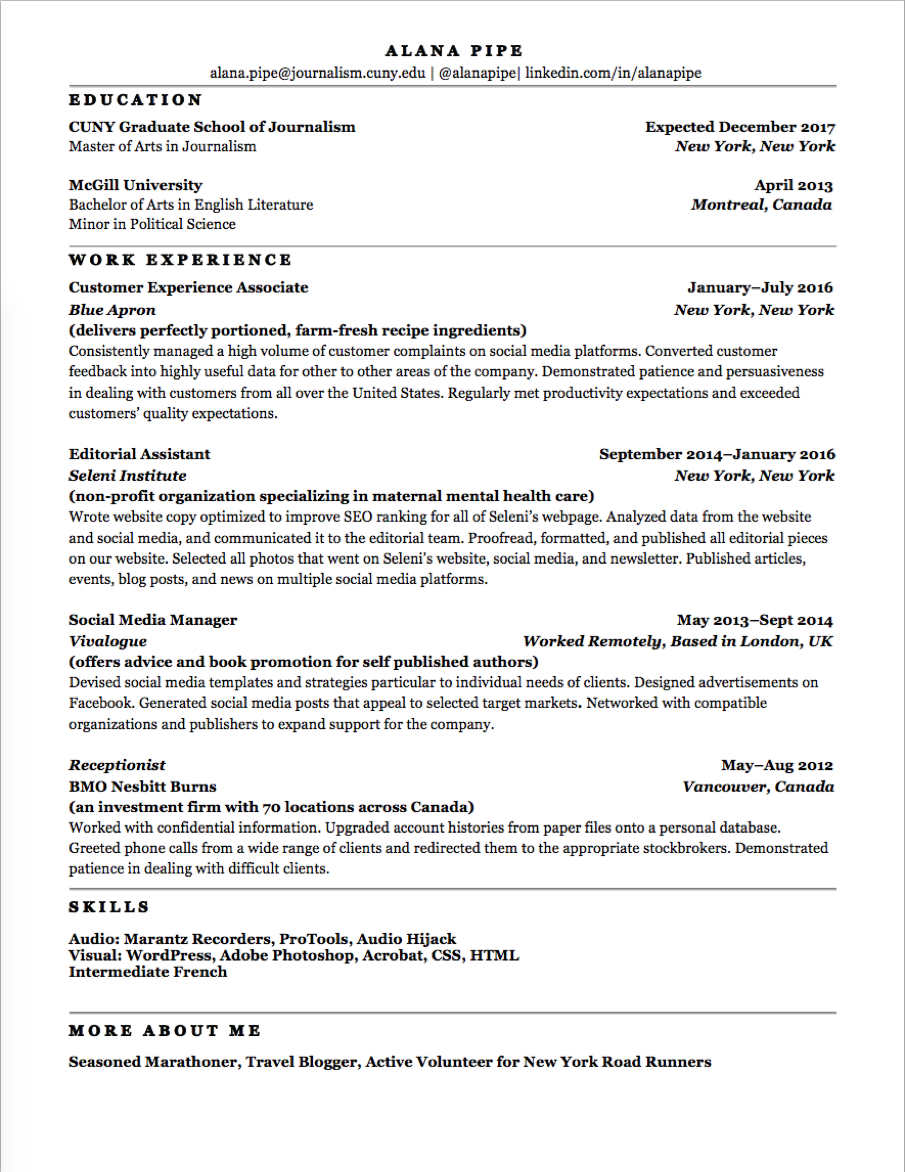 ALANA PIPE
alana.pipe@journalism.cuny.edu | @alanapipe| linkedin.com/in/alanapipe
EDUCATION
CUNY Graduate School of Journalism Expected December 2017
Master of Arts in Journalism New York, New York
McGill University April 2013
Bachelor of Arts in English Literature Montreal, Canada
Minor in Political Science
WORK EXPERIENCE
Customer Experience Associate January–July 2016
Blue Apron New York, New York
(delivers perfectly portioned, farm-fresh recipe ingredients)
Consistently managed a high volume of customer complaints on social media platforms. Converted customer
feedback into highly useful data for other to other areas of the company. Demonstrated patience and persuasiveness
in dealing with customers from all over the United States. Regularly met productivity expectations and exceeded
customers' quality expectations.
Editorial Assistant September 2014–January 2016
Seleni Institute New York, New York
(non-profit organization specializing in maternal mental health care)
Wrote website copy optimized to improve SEO ranking for all of Seleni's webpage. Analyzed data from the website
and social media, and communicated it to the editorial team. Proofread, formatted, and published all editorial pieces
on our website. Selected all photos that went on Seleni's website, social media, and newsletter. Published articles,
events, blog posts, and news on multiple social media platforms.
Social Media Manager May 2013–Sept 2014
Vivalogue Worked Remotely, Based in London, UK
(offers advice and book promotion for self published authors)
Devised social media templates and strategies particular to individual needs of clients. Designed advertisements on
Facebook. Generated social media posts that appeal to selected target markets. Networked with compatible
organizations and publishers to expand support for the company.
Receptionist May–Aug 2012
BMO Nesbitt Burns Vancouver, Canada
(an investment firm with 70 locations across Canada)
Worked with confidential information. Upgraded account histories from paper files onto a personal database.
Greeted phone calls from a wide range of clients and redirected them to the appropriate stockbrokers. Demonstrated
patience in dealing with difficult clients.
SKILLS
Audio: Marantz Recorders, ProTools, Audio Hijack
Visual: WordPress, Adobe Photoshop, Acrobat, CSS, HTML
Intermediate French
MORE ABOUT ME
Seasoned Marathoner, Travel Blogger, Active Volunteer for New York Road Runners